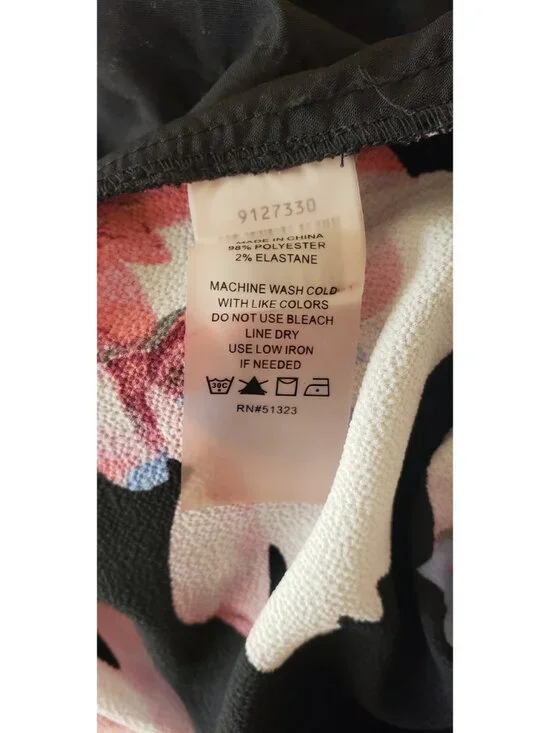 9127330
MADE IN CHINA
98% POLYESTER
2% ELASTANE
MACHINE WASH COLD
WITH LIKE COLORS
DO NOT USE BLEACH
LINE DRY
USE LOW IRON
IF NEEDED
30C
RN#51323